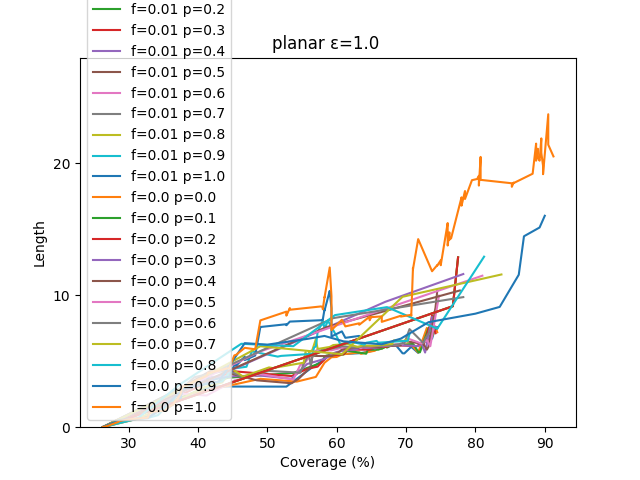 f=0.01 p=0.2
f=0.01 p=0.3
f=0.01 p=0.4
f=0.01 p=0.5
f=0.01 p=0.6
f=0.01 p=0.7
f=0.01 p=0.8
f=0.01 p=0.9
f=0.01 p=1.0
f=0.0 p=0.0
f=0.0 p=0.1
f=0.0 p=0.2
f=0.0 p=0.3
f=0.0 p=0.4
f=0.0 p=0.5
f=0.0 p=0.6
f=0.0 p=0.7
f=0.0 p=0.8
f=0.0 p=0.9
f=0.0 p=1.0
planar ε=1.0
Length
20
10
0
30 40 50 60 70 80 90
Coverage (%)